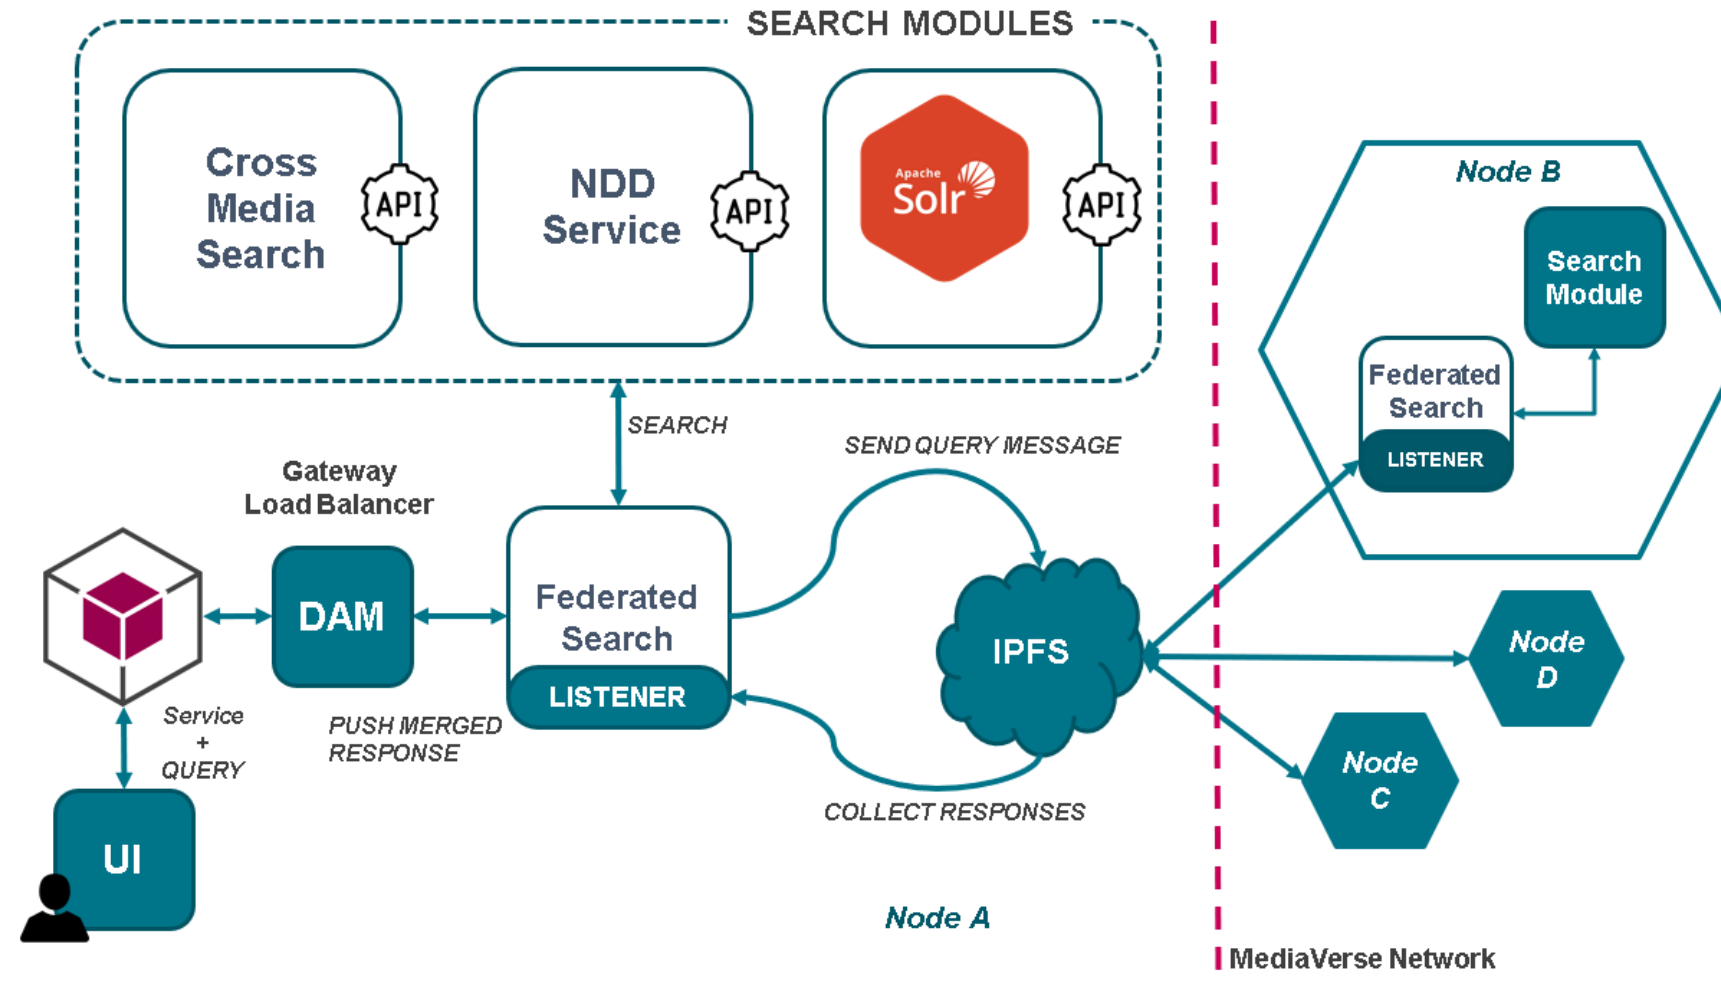 SEARCH MODULES
Cross
Media
Search
API
NDD
Service
API
Apache
Solr
API
SEARCH
SEND QUERY MESSAGE
Gateway
Load Balancer
DAM
Federated
Search
LISTENER
IPFS
Service
+
QUERY
PUSH MERGED
RESPONSE
COLLECT RESPONSES
UI
Node A
Node B
Search
Module
Federated
Search
LISTENER
Node
D
Node
C
MediaVerse Network